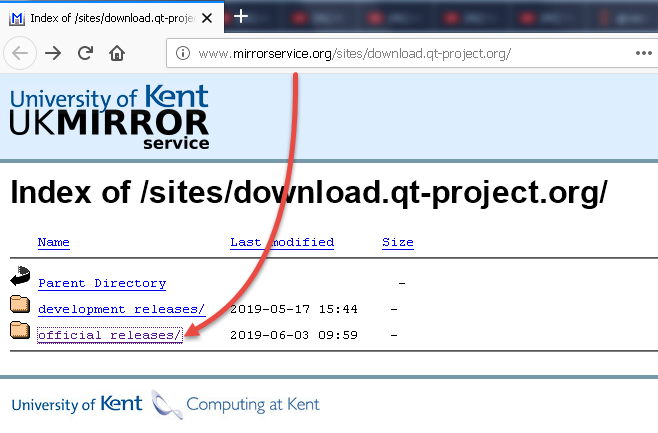 Index of /sites/download.qt-project.org/
www.mirrorservice.org/sites/download.qt-project.org/
University of Kent
UKMIRROR
service
Index of /sites/download.qt-project.org/
Name Last modified Size
Parent Directory -
development releases/ 2019-05-17 15:44 -
official releases/ 2019-06-03 09:59 -
University of Kent Computing at Kent